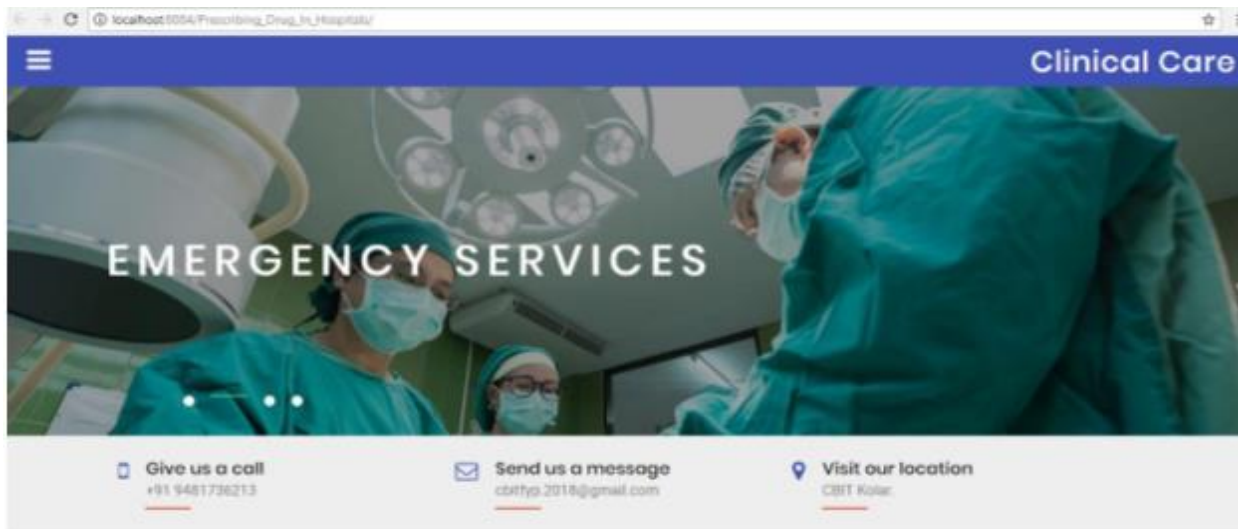 localhost:8084/Prescribing_Drug_In_Hospitals/
Clinical Care
EMERGENCY SERVICES
Give us a call
+91 9481736213
Send us a message
cbitfyp.2018@gmail.com
Visit our location
CBIT Kolar.